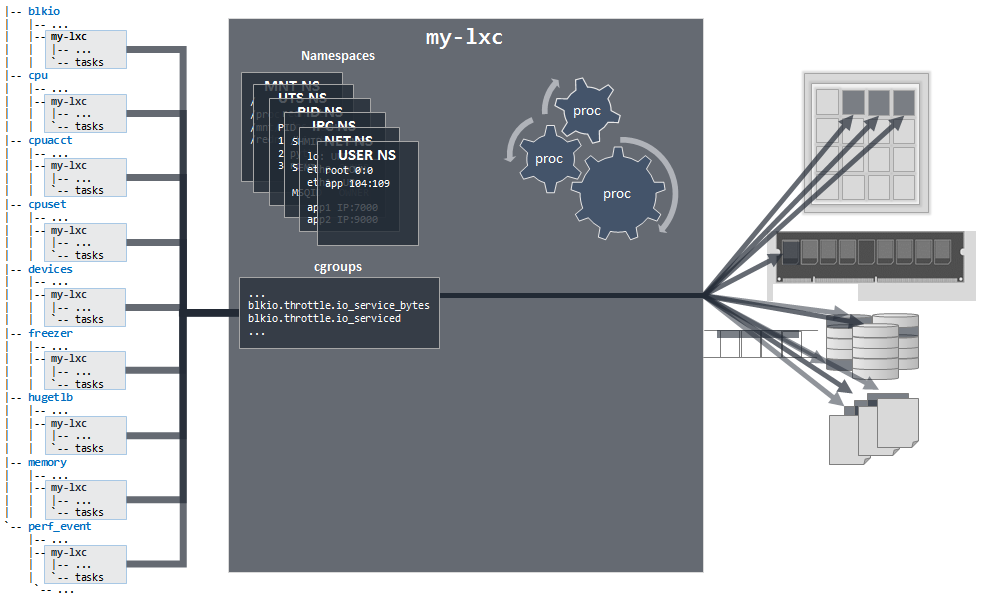 |-- blkio
| |-- ...
| |-- my-lxc
| |-- ...
| `-- tasks
|-- cpu
| |-- ...
| |-- my-lxc
| |-- ...
| `-- tasks
|-- cpuacct
| |-- ...
| |-- my-lxc
| |-- ...
| `-- tasks
|-- cpuset
| |-- ...
| |-- my-lxc
| |-- ...
| `-- tasks
|-- devices
| |-- ...
| |-- my-lxc
| |-- ...
| `-- tasks
|-- freezer
| |-- ...
| |-- my-lxc
| |-- ...
| `-- tasks
|-- hugetlb
| |-- ...
| |-- my-lxc
| |-- ...
| `-- tasks
|-- memory
| |-- ...
| |-- my-lxc
| |-- ...
| `-- tasks
`-- perf_event
|-- ...
|-- my-lxc
|-- ...
`-- tasks
`-- ...
my-lxc
Namespaces
MNT NS
UTS NS
PID NS
IPC NS
NET NS
USER NS
root 0:0
app 104:109
app1 IP:7000
app2 IP:9000
proc
proc
proc
cgroups
...
blkio.throttle.io_service_bytes
blkio.throttle.io_serviced
...